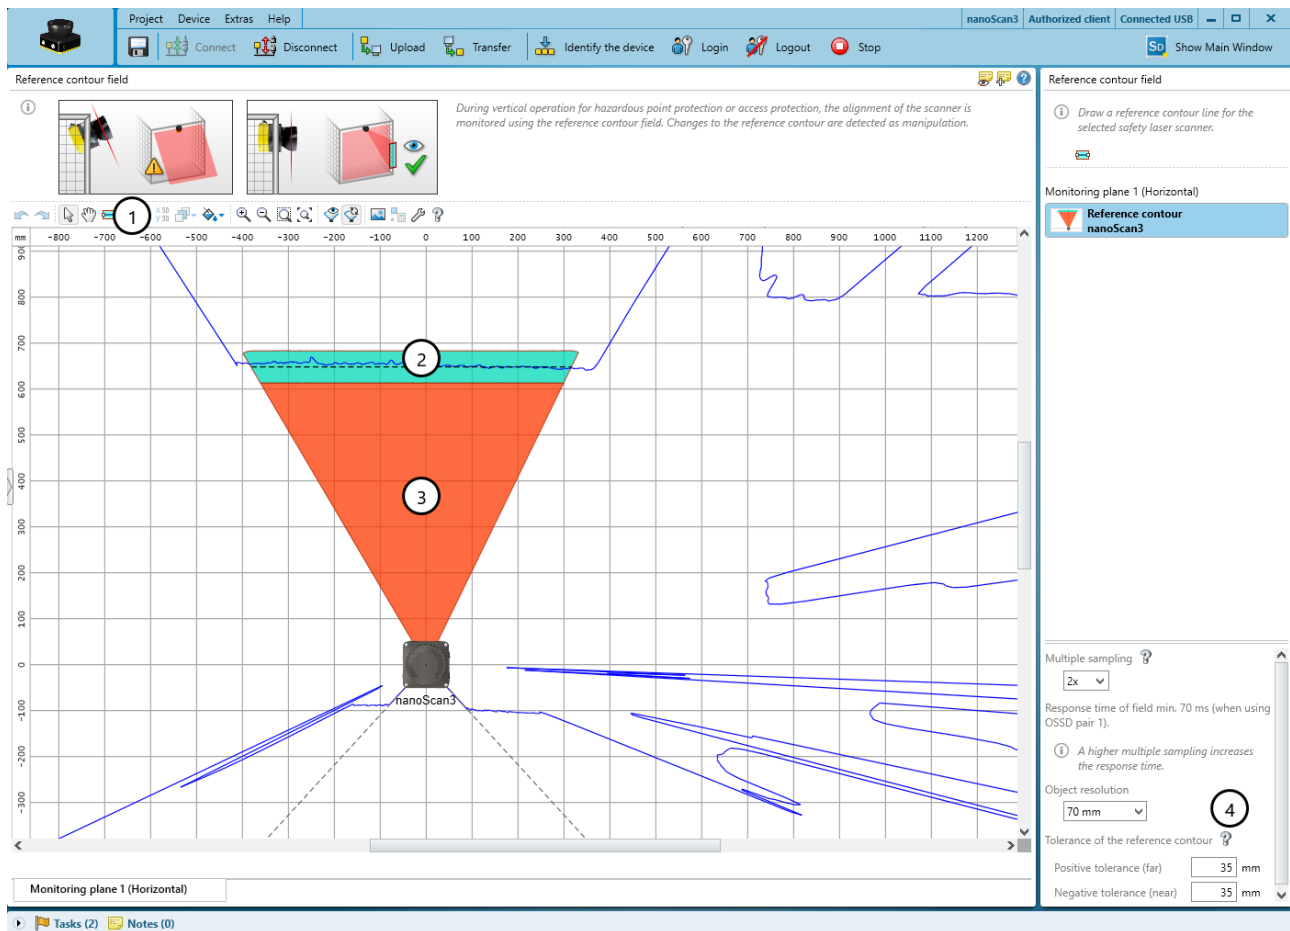 Project Device Extras Help nanoScan3 Authorized client Connected USB
Connect Disconnect Upload Transfer Identify the device Login Logout Stop SD Show Main Window
Reference contour field
During vertical operation for hazardous point protection or access protection, the alignment of the scanner is
monitored using the reference contour field. Changes to the reference contour are detected as manipulation.
1
mm -800 -700 -600 -500 -400 -300 -200 -100 0 100 200 300 400 500 600 700 800 900 1000 1100 1200
900
800
700
2
600
500
400
3
300
200
100
0
nanoScan3
-100
-200
-300
Monitoring plane 1 (Horizontal)
Reference contour field
Draw a reference contour line for the
selected safety laser scanner.
Monitoring plane 1 (Horizontal)
Reference contour
nanoScan3
Multiple sampling
2x
Response time of field min. 70 ms (when using
OSSD pair 1).
A higher multiple sampling increases
the response time.
Object resolution
70 mm
4
Tolerance of the reference contour
Positive tolerance (far) 35 mm
Negative tolerance (near) 35 mm
Tasks (2) Notes (0)